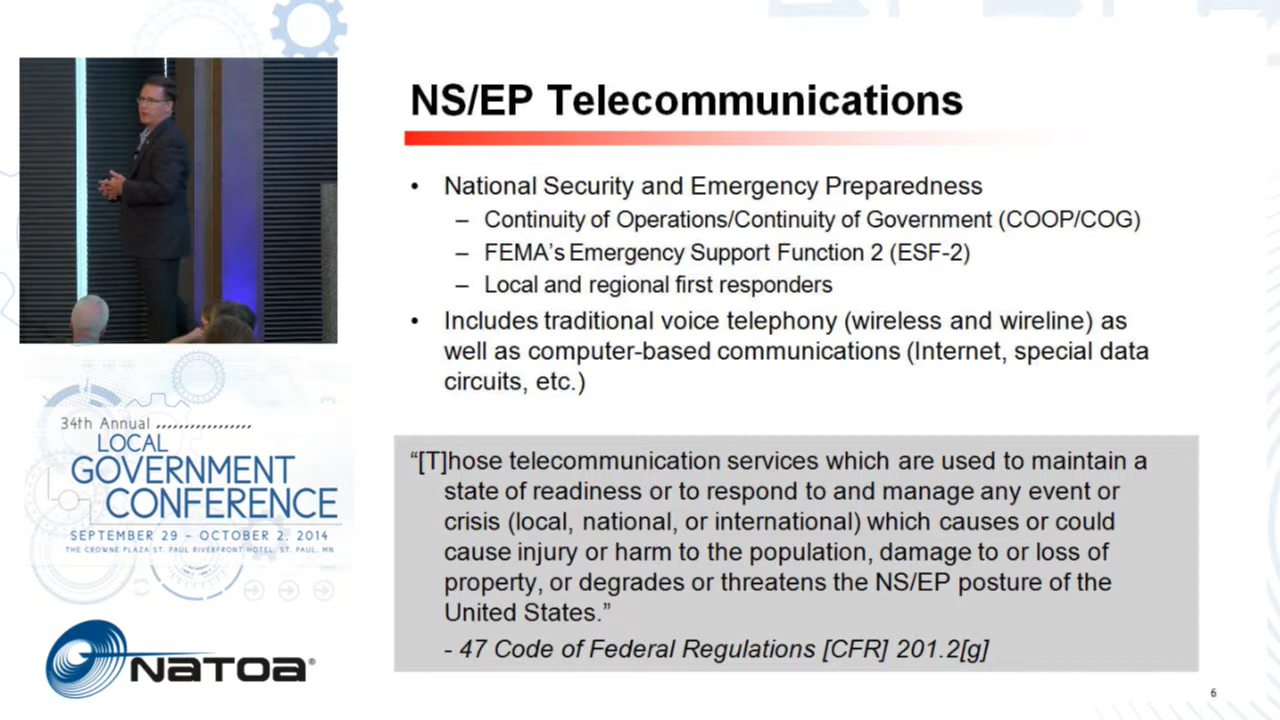 NS/EP Telecommunications
• National Security and Emergency Preparedness
– Continuity of Operations/Continuity of Government (COOP/COG)
– FEMA's Emergency Support Function 2 (ESF-2)
– Local and regional first responders
• Includes traditional voice telephony (wireless and wireline) as
well as computer-based communications (Internet, special data
circuits, etc.)
“[T]hose telecommunication services which are used to maintain a
state of readiness or to respond to and manage any event or
crisis (local, national, or international) which causes or could
cause injury or harm to the population, damage to or loss of
property, or degrades or threatens the NS/EP posture of the
United States.”
- 47 Code of Federal Regulations [CFR] 201.2[g]
34th Annual
LOCAL
GOVERNMENT
CONFERENCE
SEPTEMBER 29 - OCTOBER 2, 2014
THE CROWNE PLAZA ST. PAUL RIVERFRONT HOTEL, ST. PAUL, MN
NATOA®
6